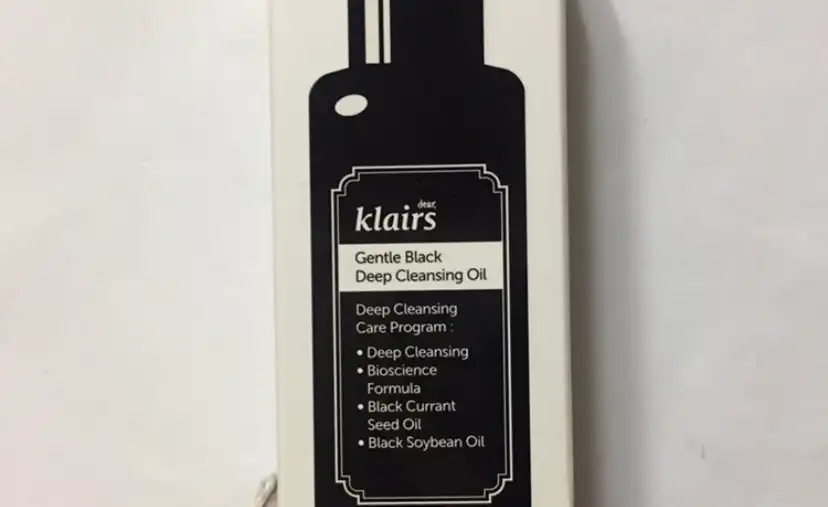 dear,
klairs
Gentle Black
Deep Cleansing Oil
Deep Cleansing
Care Program :
• Deep Cleansing
• Bioscience
Formula
• Black Currant
Seed Oil
• Black Soybean Oil